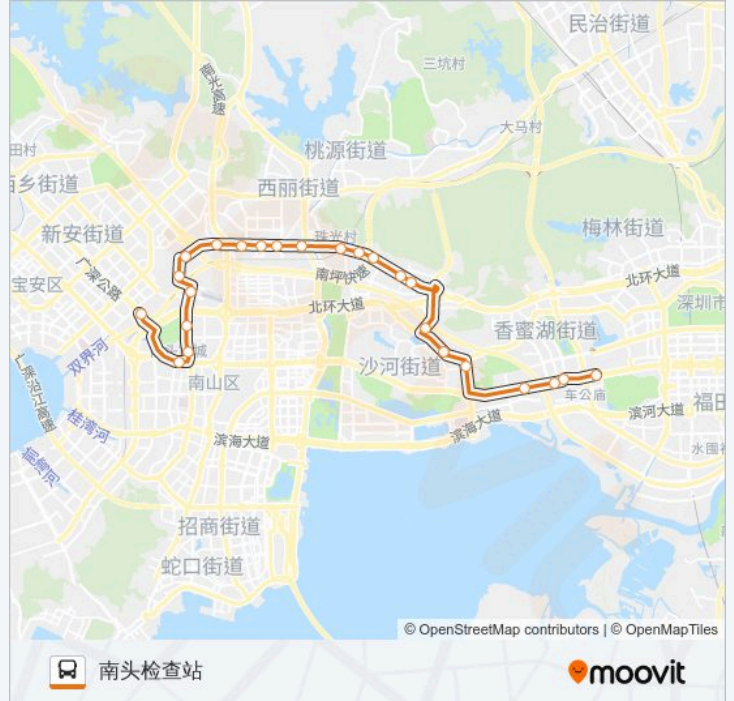 民治街道
三坑村
南光高速
大马村
桃源街道
田村
西丽街道
百乡街道
珠光村
梅林街道
新安街道
广深公路
南坪快速
北环大道
宝安区
北环大道
深圳市
香蜜湖街道
双界河
城
沙河街道
南山区
广深沿江高速
车公庙
福田
滨河大道
桂湾河
滨海大道
滨海大道
水围
前湾河
招商街道
蛇口街道
© OpenStreetMap contributors | © OpenMapTiles
南头检查站
moovit